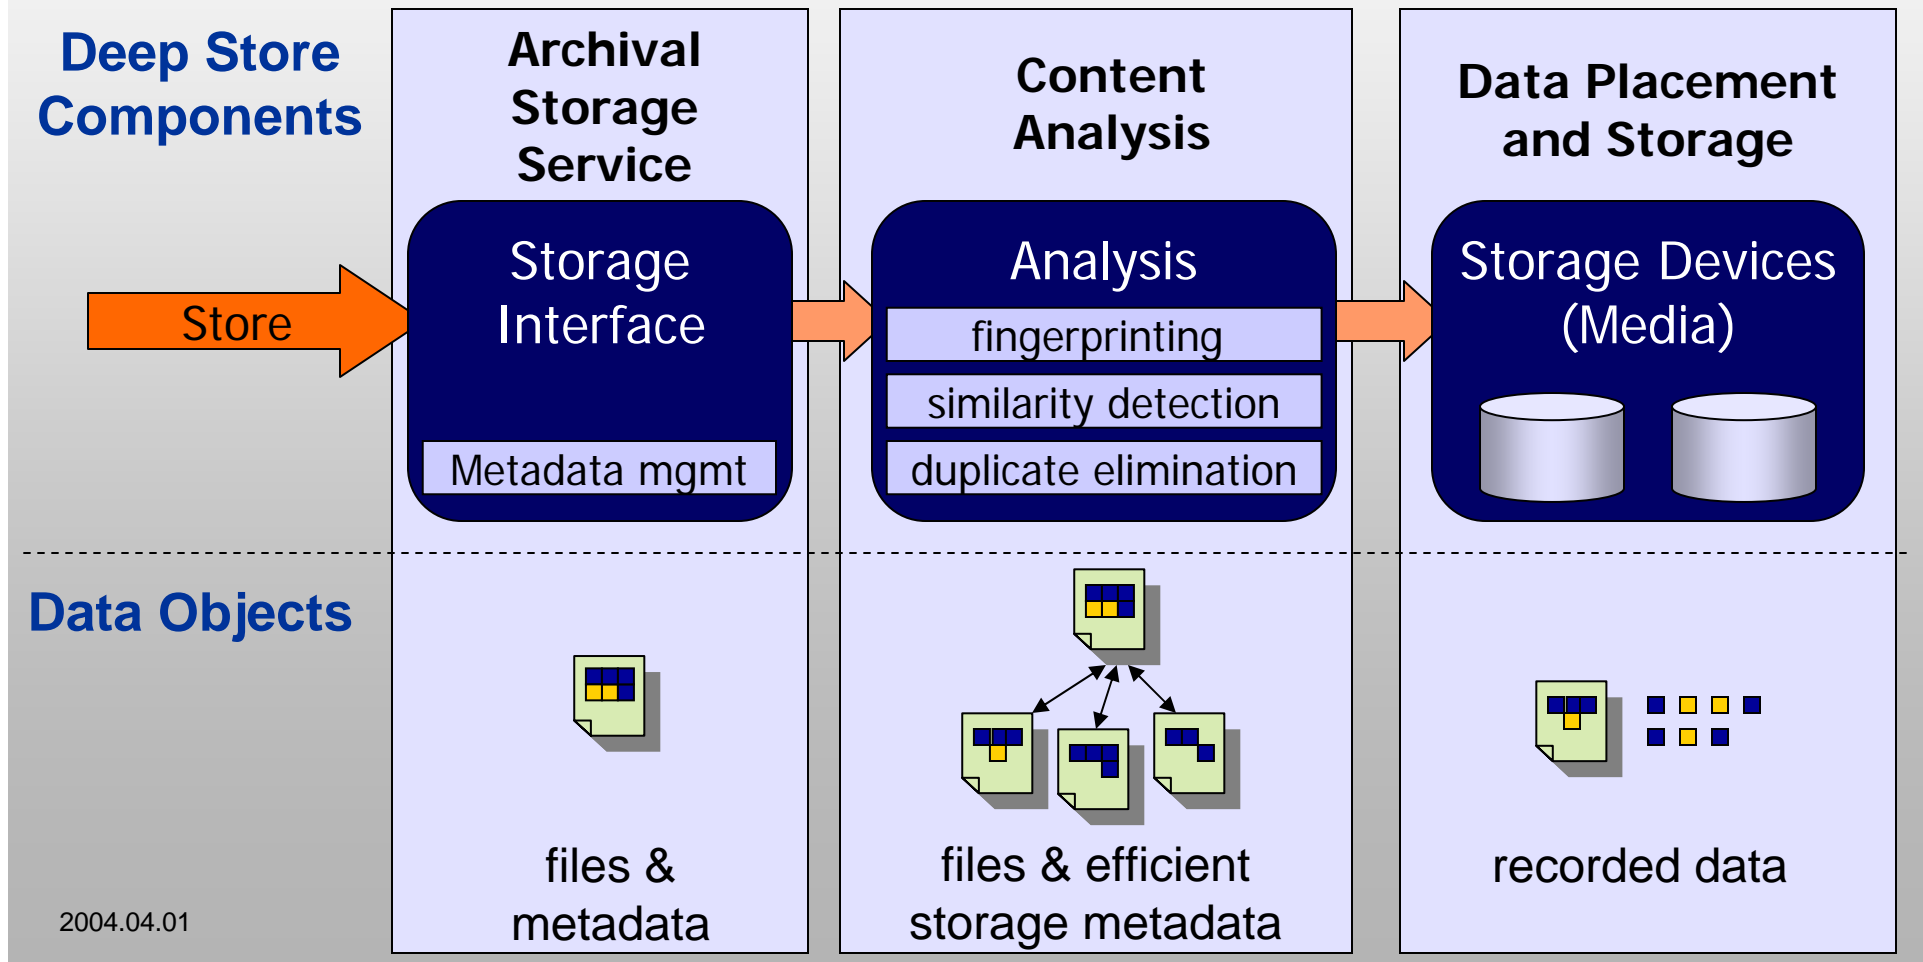 Deep Store
Components
Archival
Storage
Service
Content
Analysis
Data Placement
and Storage
Store
Storage
Interface
Metadata mgmt
Analysis
fingerprinting
similarity detection
duplicate elimination
Storage Devices
(Media)
Data Objects
files &
metadata
files & efficient
storage metadata
recorded data
2004.04.01